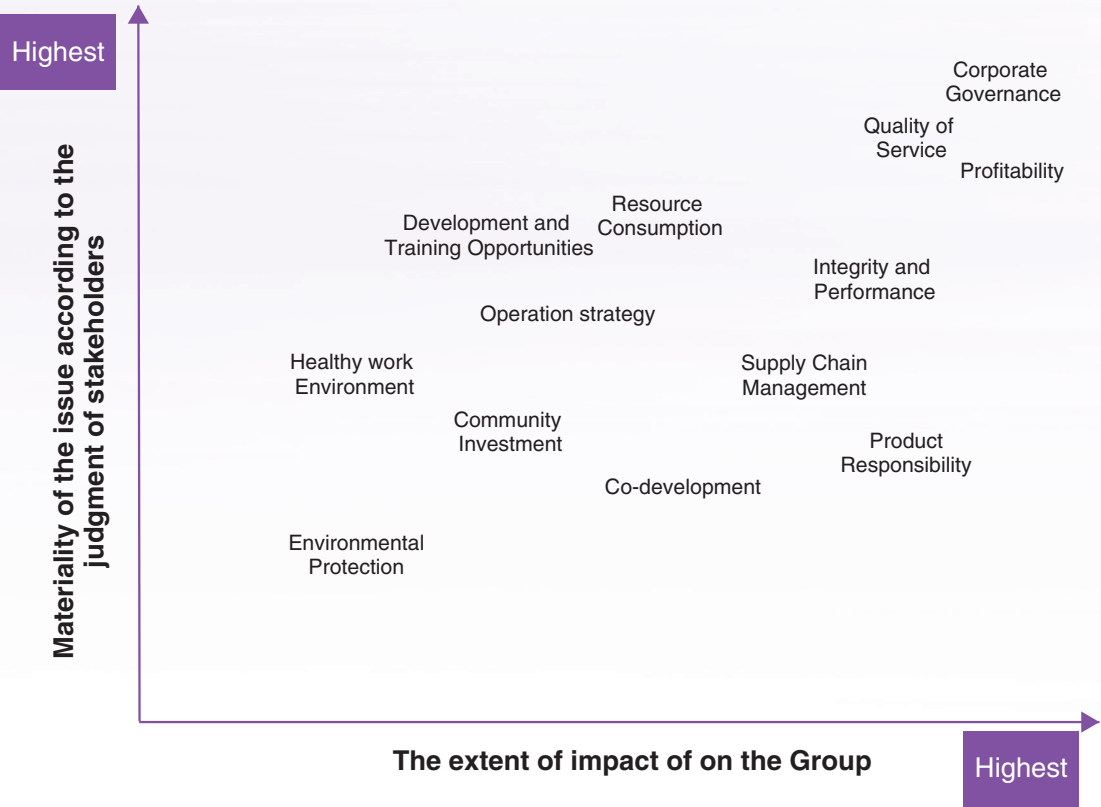 Highest
Materiality of the issue according to the
judgment of stakeholders
Corporate
Governance
Quality of
Service
Profitability
Resource
Consumption
Development and
Training Opportunities
Integrity and
Performance
Operation strategy
Healthy work
Environment
Supply Chain
Management
Community
Investment
Product
Responsibility
Co-development
Environmental
Protection
The extent of impact of on the Group
Highest